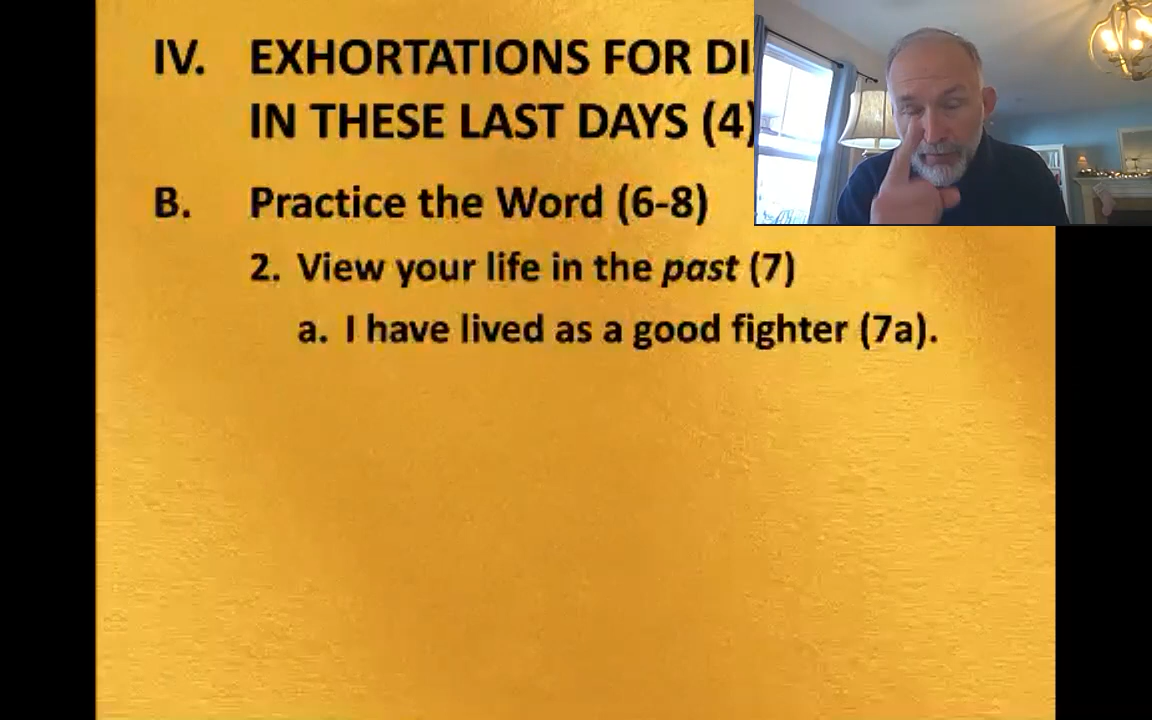 IV. EXHORTATIONS FOR
IN THESE LAST DAYS (4)
B. Practice the Word (6-8)
2. View your life in the past (7)
a. I have lived as a good fighter (7a).